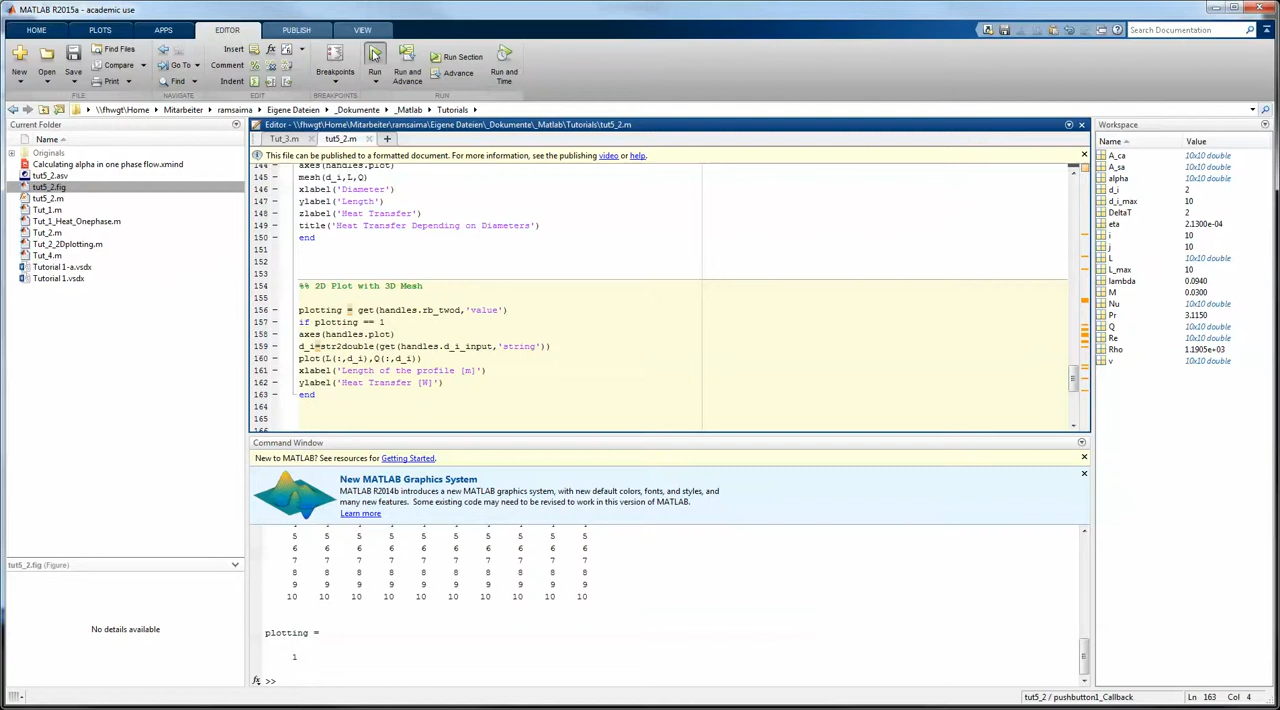 MATLAB R2015a - academic use
HOME PLOTS APPS EDITOR PUBLISH VIEW
Search Documentation
New Open Save
Find Files
Compare
Print
Go To
Find
Insert
Comment
Indent
Breakpoints
Run
Run and Advance
Run Section
Advance
Run and Time
FILE NAVIGATE EDIT BREAKPOINTS RUN
\\fhwgt\Home Mitarbeiter ramsaima Eigene Dateien _Dokumente _Matlab Tutorials
Current Folder
Name
Originals
Calculating alpha in one phase flow.xmind
tut5_2.asv
tut5_2.fig
tut5_2.m
Tut_1.m
Tut_1_Heat_Onephase.m
Tut_2.m
Tut_2_2Dplotting.m
Tut_4.m
Tutorial 1-a.vsdx
Tutorial 1.vsdx
tut5_2.fig (Figure)
No details available
Editor - \\fhwgt\Home\Mitarbeiter\ramsaima\Eigene Dateien\_Dokumente\_Matlab\Tutorials\tut5_2.m
Tut_3.m tut5_2.m
This file can be published to a formatted document. For more information, see the publishing video or help.
144 axes(handles.plot)
145 mesh(d_i,L,Q)
146 xlabel('Diameter')
147 ylabel('Length')
148 zlabel('Heat Transfer')
149 title('Heat Transfer Depending on Diameters')
150 end
151
152
153
154 %% 2D Plot with 3D Mesh
155
156 plotting = get(handles.rb_twod,'value')
157 if plotting == 1
158 axes(handles.plot)
159 d_i=str2double(get(handles.d_i_input,'string'))
160 plot(L(:,d_i),Q(:,d_i))
161 xlabel('Length of the profile [m]')
162 ylabel('Heat Transfer [W]')
163 end
164
165
166
Command Window
New to MATLAB? See resources for Getting Started.
New MATLAB Graphics System
MATLAB R2014b introduces a new MATLAB graphics system, with new default colors, fonts, and styles, and
many new features. Some existing code may need to be revised to work in this version of MATLAB.
Learn more
5 5 5 5 5 5 5 5 5 5
6 6 6 6 6 6 6 6 6 6
7 7 7 7 7 7 7 7 7 7
8 8 8 8 8 8 8 8 8 8
9 9 9 9 9 9 9 9 9 9
10 10 10 10 10 10 10 10 10 10
plotting =
1
fx >>
Workspace
Name Value
A_ca 10x10 double
A_sa 10x10 double
alpha 10x10 double
d_i 2
d_i_max 10
DeltaT 2
eta 2.1300e-04
i 10
j 10
L 10x10 double
L_max 10
lambda 0.0940
M 0.0300
Nu 10x10 double
Pr 3.1150
Q 10x10 double
Re 10x10 double
Rho 1.1905e+03
v 10x10 double
tut5_2 / pushbutton1_Callback Ln 163 Col 4